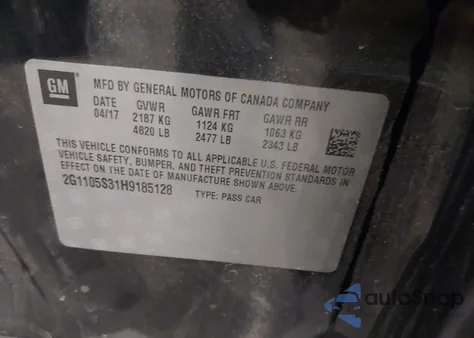 GM
MFD BY GENERAL MOTORS OF CANADA COMPANY
DATE GVWR GAWR FRT GAWR RR
04/17 2187 KG 1124 KG 1063 KG
4820 LB 2477 LB 2343 LB
THIS VEHICLE CONFORMS TO ALL APPLICABLE U.S. FEDERAL MOTOR
VEHICLE SAFETY, BUMPER, AND THEFT PREVENTION STANDARDS IN
EFFECT ON THE DATE OF MANUFACTURE SHOWN ABOVE.
2G1105S31H9185128
TYPE: PASS CAR
autoSnap